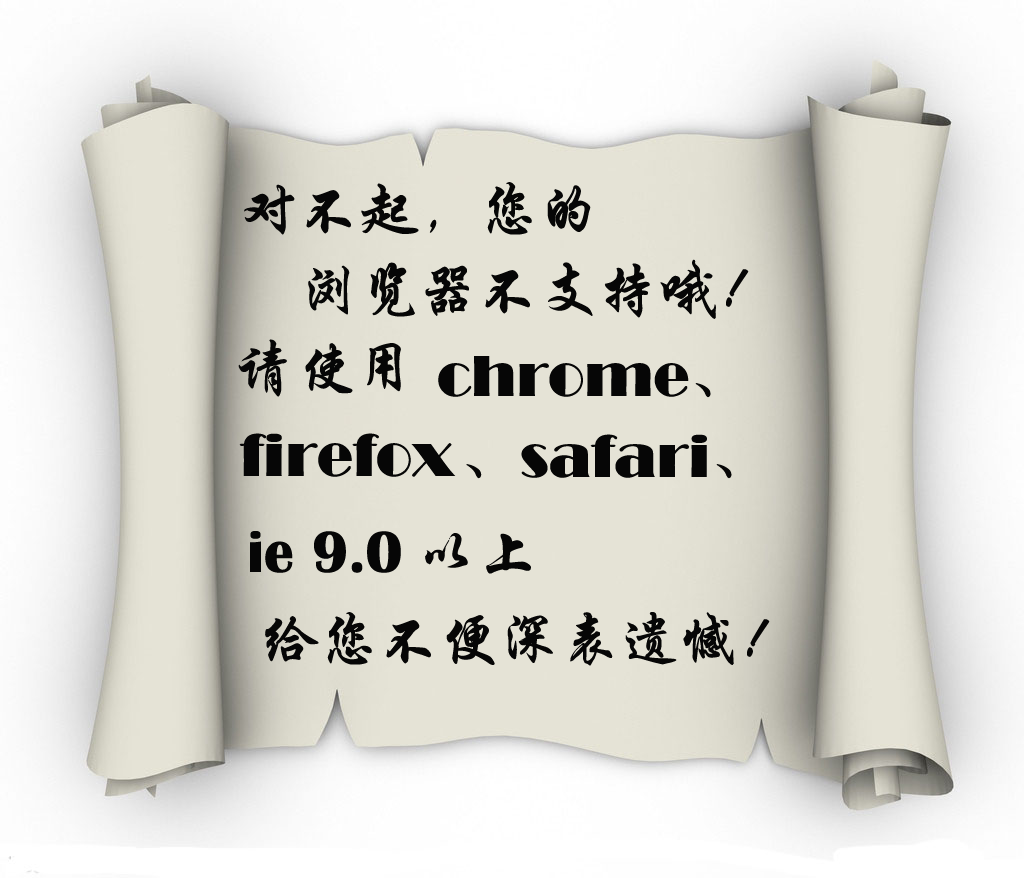 对不起，您的
浏览器不支持哦！
请使用 chrome、
firefox、safari、
ie 9.0 以上
给您不便深表遗憾！